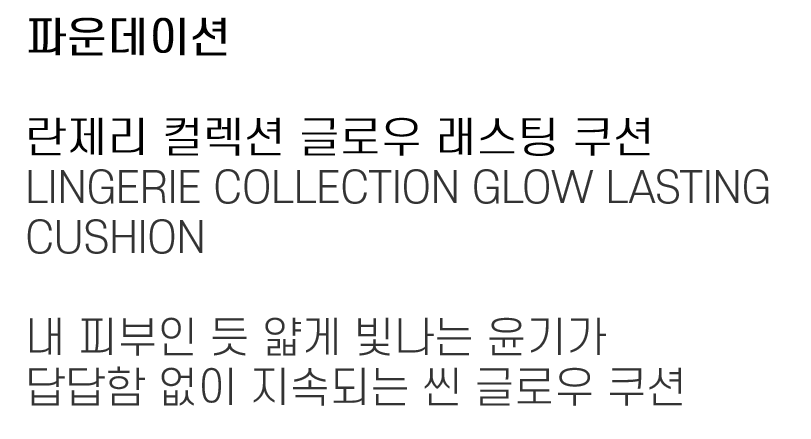 파운데이션
란제리 컬렉션 글로우 래스팅 쿠션
LINGERIE COLLECTION GLOW LASTING
CUSHION
내 피부인 듯 얇게 빛나는 윤기가
답답함 없이 지속되는 씬 글로우 쿠션